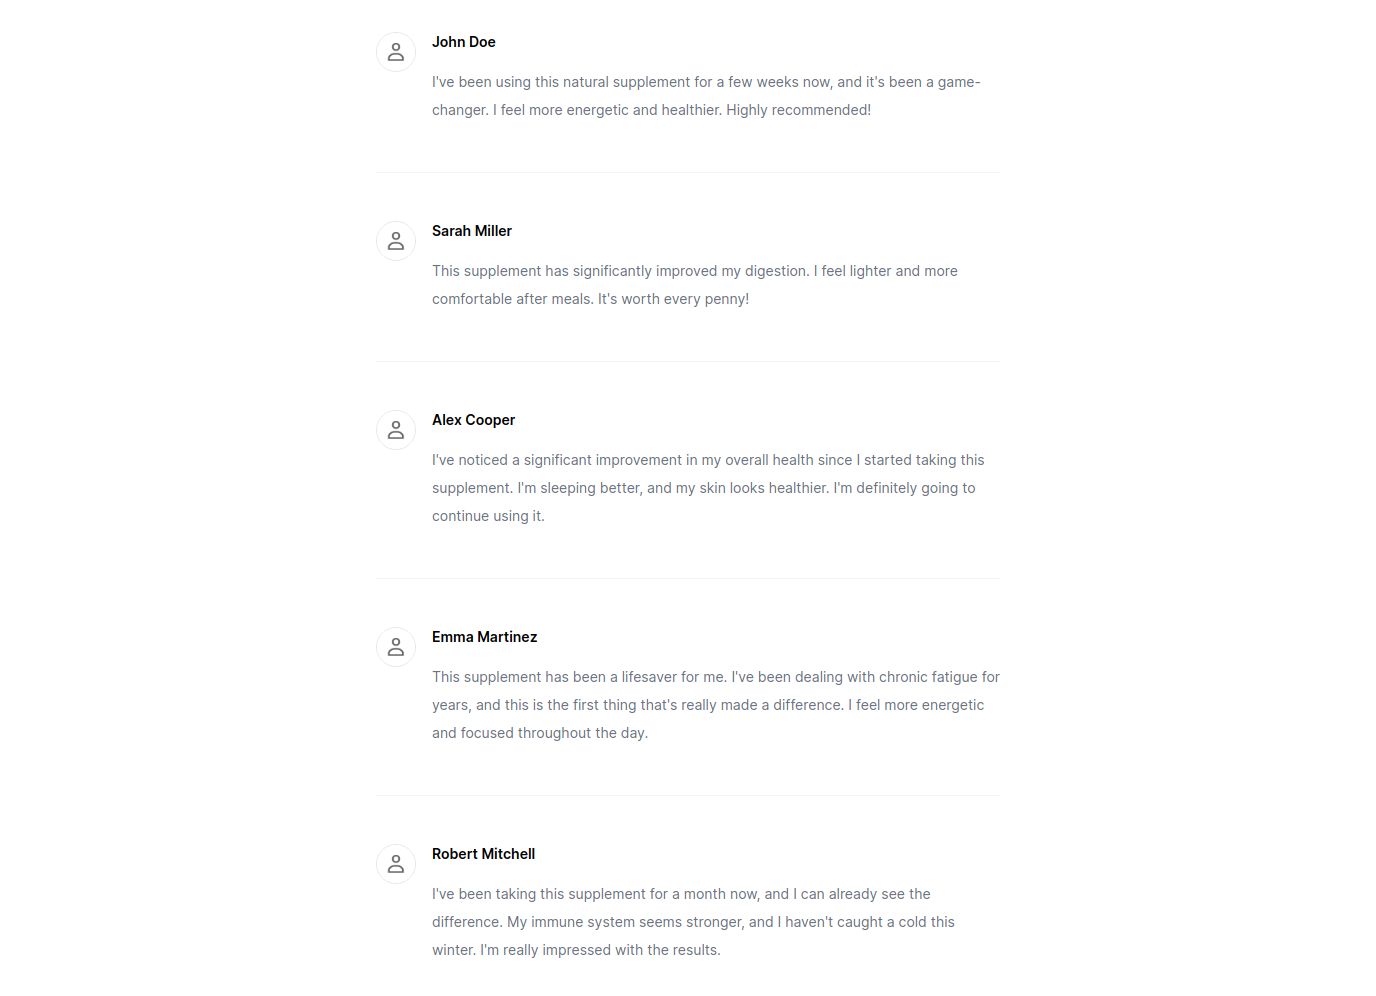 John Doe
I've been using this natural supplement for a few weeks now, and it's been a game-
changer. I feel more energetic and healthier. Highly recommended!
Sarah Miller
This supplement has significantly improved my digestion. I feel lighter and more
comfortable after meals. It's worth every penny!
Alex Cooper
I've noticed a significant improvement in my overall health since I started taking this
supplement. I'm sleeping better, and my skin looks healthier. I'm definitely going to
continue using it.
Emma Martinez
This supplement has been a lifesaver for me. I've been dealing with chronic fatigue for
years, and this is the first thing that's really made a difference. I feel more energetic
and focused throughout the day.
Robert Mitchell
I've been taking this supplement for a month now, and I can already see the
difference. My immune system seems stronger, and I haven't caught a cold this
winter. I'm really impressed with the results.